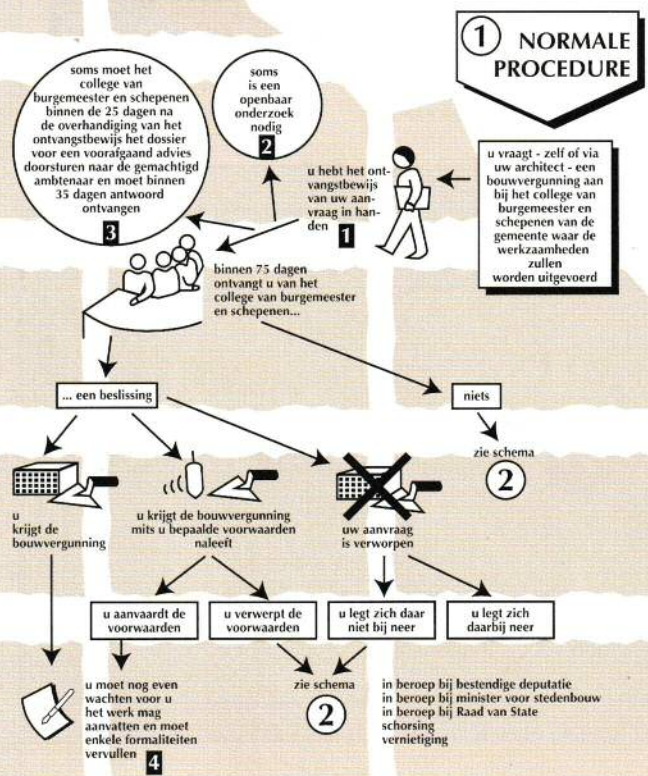 1 NORMALE
PROCEDURE
u vraagt - zelf of via
uw architect - een
bouwvergunning aan
bij het college van
burgemeester en
schepenen van de
gemeente waar de
werkzaamheden
zullen
worden uitgevoerd
u hebt het ont-
vangstbewijs
van uw aan-
vraag in han-
den 1
soms
is een
openbaar
onderzoek
nodig
2
soms moet het
college van
burgemeester en schepenen
binnen de 25 dagen na
de overhandiging van het
ontvangstbewijs het dossier
voor een voorafgaand advies
doorsturen naar de gemachtigd
ambtenaar en moet binnen
35 dagen antwoord
ontvangen
3
binnen 75 dagen
ontvangt u van het
college van burgemeester
en schepenen...
... een beslissing
niets
zie schema
2
u
krijgt de
bouwvergunning
u krijgt de bouwvergunning
mits u bepaalde voorwaarden
naleeft
uw aanvraag
is verworpen
u aanvaardt de
voorwaarden
u verwerpt de
voorwaarden
u legt zich daar
niet bij neer
u legt zich
daarbij neer
u moet nog even
wachten voor u
het werk mag
aanvatten en moet
enkele formaliteiten
vervullen 4
zie schema
2
in beroep bij bestendige deputatie
in beroep bij minister voor stedenbouw
in beroep bij Raad van State
schorsing
vernietiging